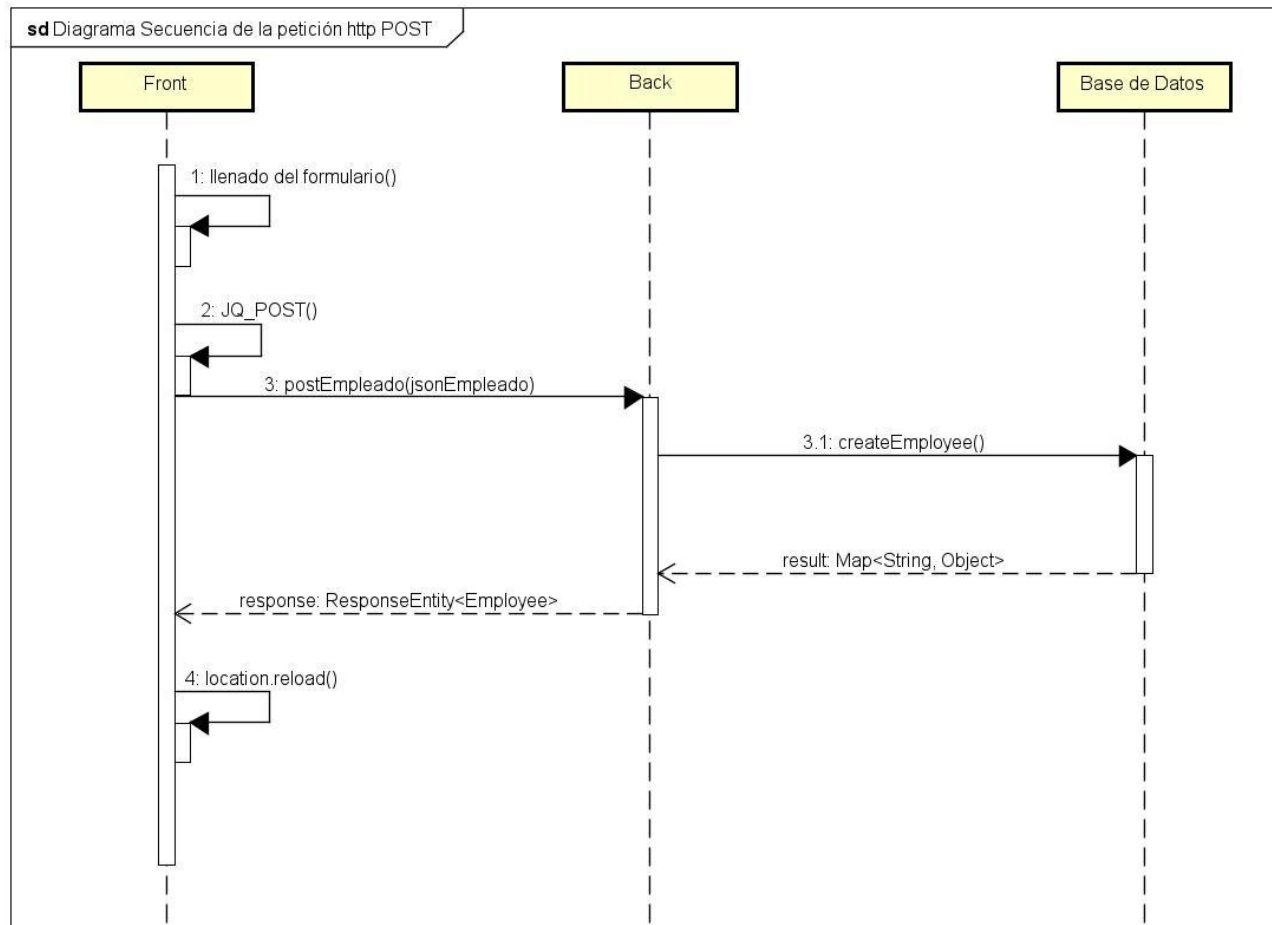 sd Diagrama Secuencia de la petición http POST
Front
Back
Base de Datos
1: llenado del formulario()
2: JQ_POST()
3: postEmpleado(jsonEmpleado)
3.1: createEmployee()
result: Map<String, Object>
response: ResponseEntity<Employee>
4: location.reload()